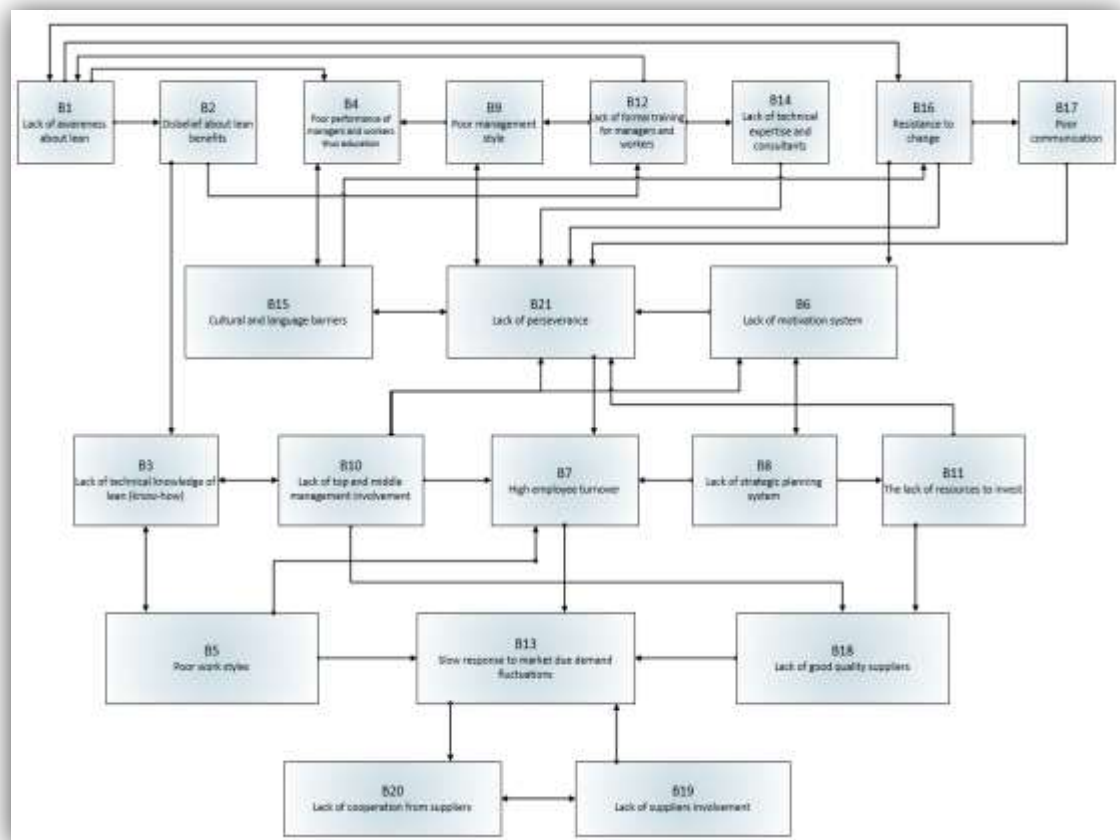 B1
Lack of awareness
about lean
B2
Disbelief about lean
benefits
B4
Poor performance of
managers and workers
thus education
B9
Poor management
style
B12
Lack of formal training
for managers and
workers
B14
Lack of technical
expertise and
consultants
B16
Resistance to
change
B17
Poor
communication
B15
Cultural and language barriers
B21
Lack of perseverance
B6
Lack of motivation system
B3
Lack of technical knowledge of
lean (know-how)
B10
Lack of top and middle
management involvement
B7
High employee turnover
B8
Lack of strategic planning
system
B11
The lack of resources to invest
B5
Poor work styles
B13
Slow response to market due demand
fluctuations
B18
Lack of good quality suppliers
B20
Lack of cooperation from suppliers
B19
Lack of suppliers involvement